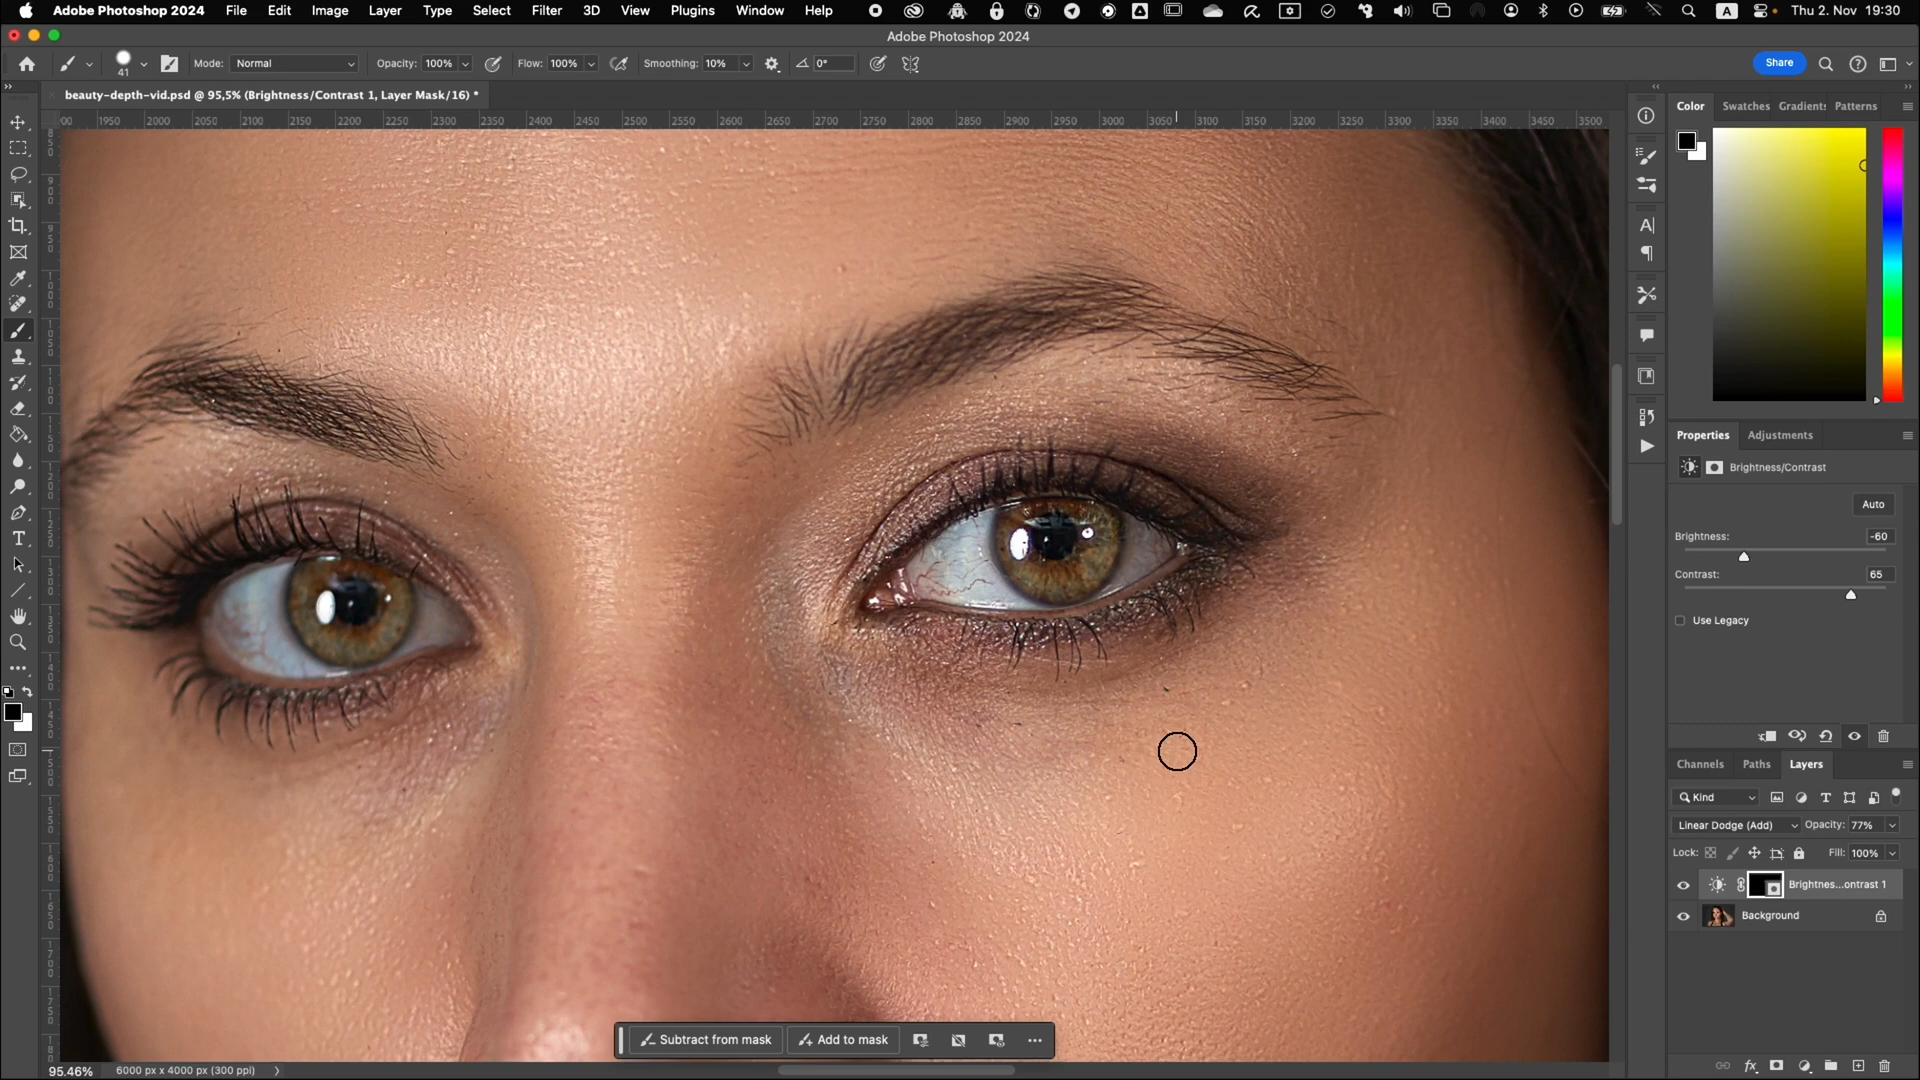 Adobe Photoshop 2024 File Edit Image Layer Type Select Filter 3D View Plugins Window Help A Thu 2. Nov 19:30
Adobe Photoshop 2024
41 Mode: Normal Opacity: 100% Flow: 100% Smoothing: 10% 0° Share
beauty-depth-vid.psd @ 95,5% (Brightness/Contrast 1, Layer Mask/16) *
00 1950 2000 2050 2100 2150 2200 2250 2300 2350 2400 2450 2500 2550 2600 2650 2700 2750 2800 2850 2900 2950 3000 3050 3100 3150 3200 3250 3300 3350 3400 3450 3500
Color Swatches Gradients Patterns
Properties Adjustments
Brightness/Contrast
Auto
Brightness: -60
Contrast: 65
Use Legacy
Channels Paths Layers
Kind
Linear Dodge (Add) Opacity: 77%
Lock: Fill: 100%
Brightnes...ontrast 1
Background
Subtract from mask Add to mask
95.46% 6000 px x 4000 px (300 ppi)